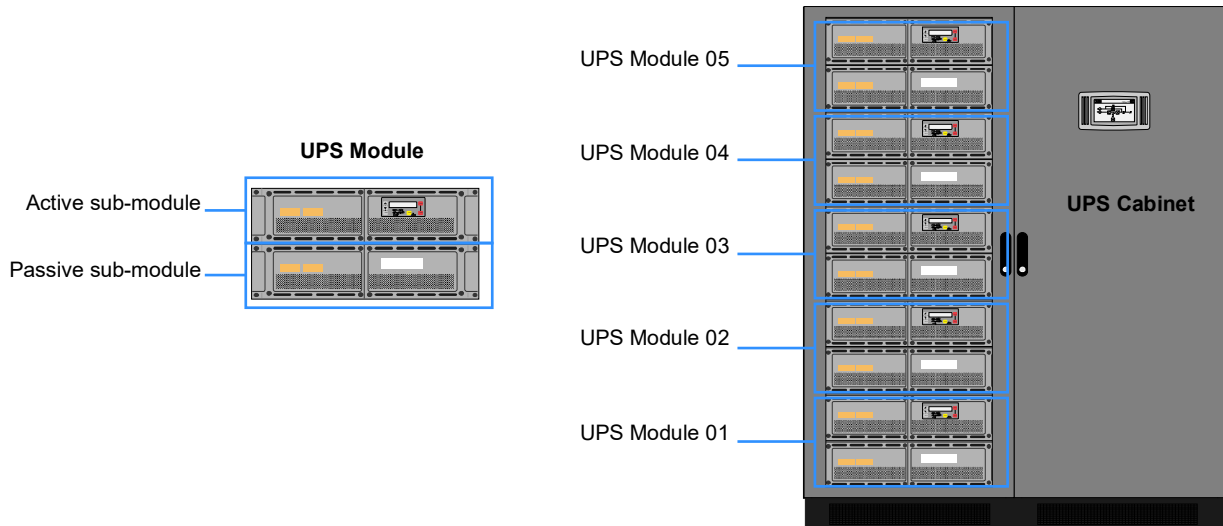 UPS Module
Active sub-module
Passive sub-module
UPS Module 05
UPS Module 04
UPS Module 03
UPS Module 02
UPS Module 01
UPS Cabinet